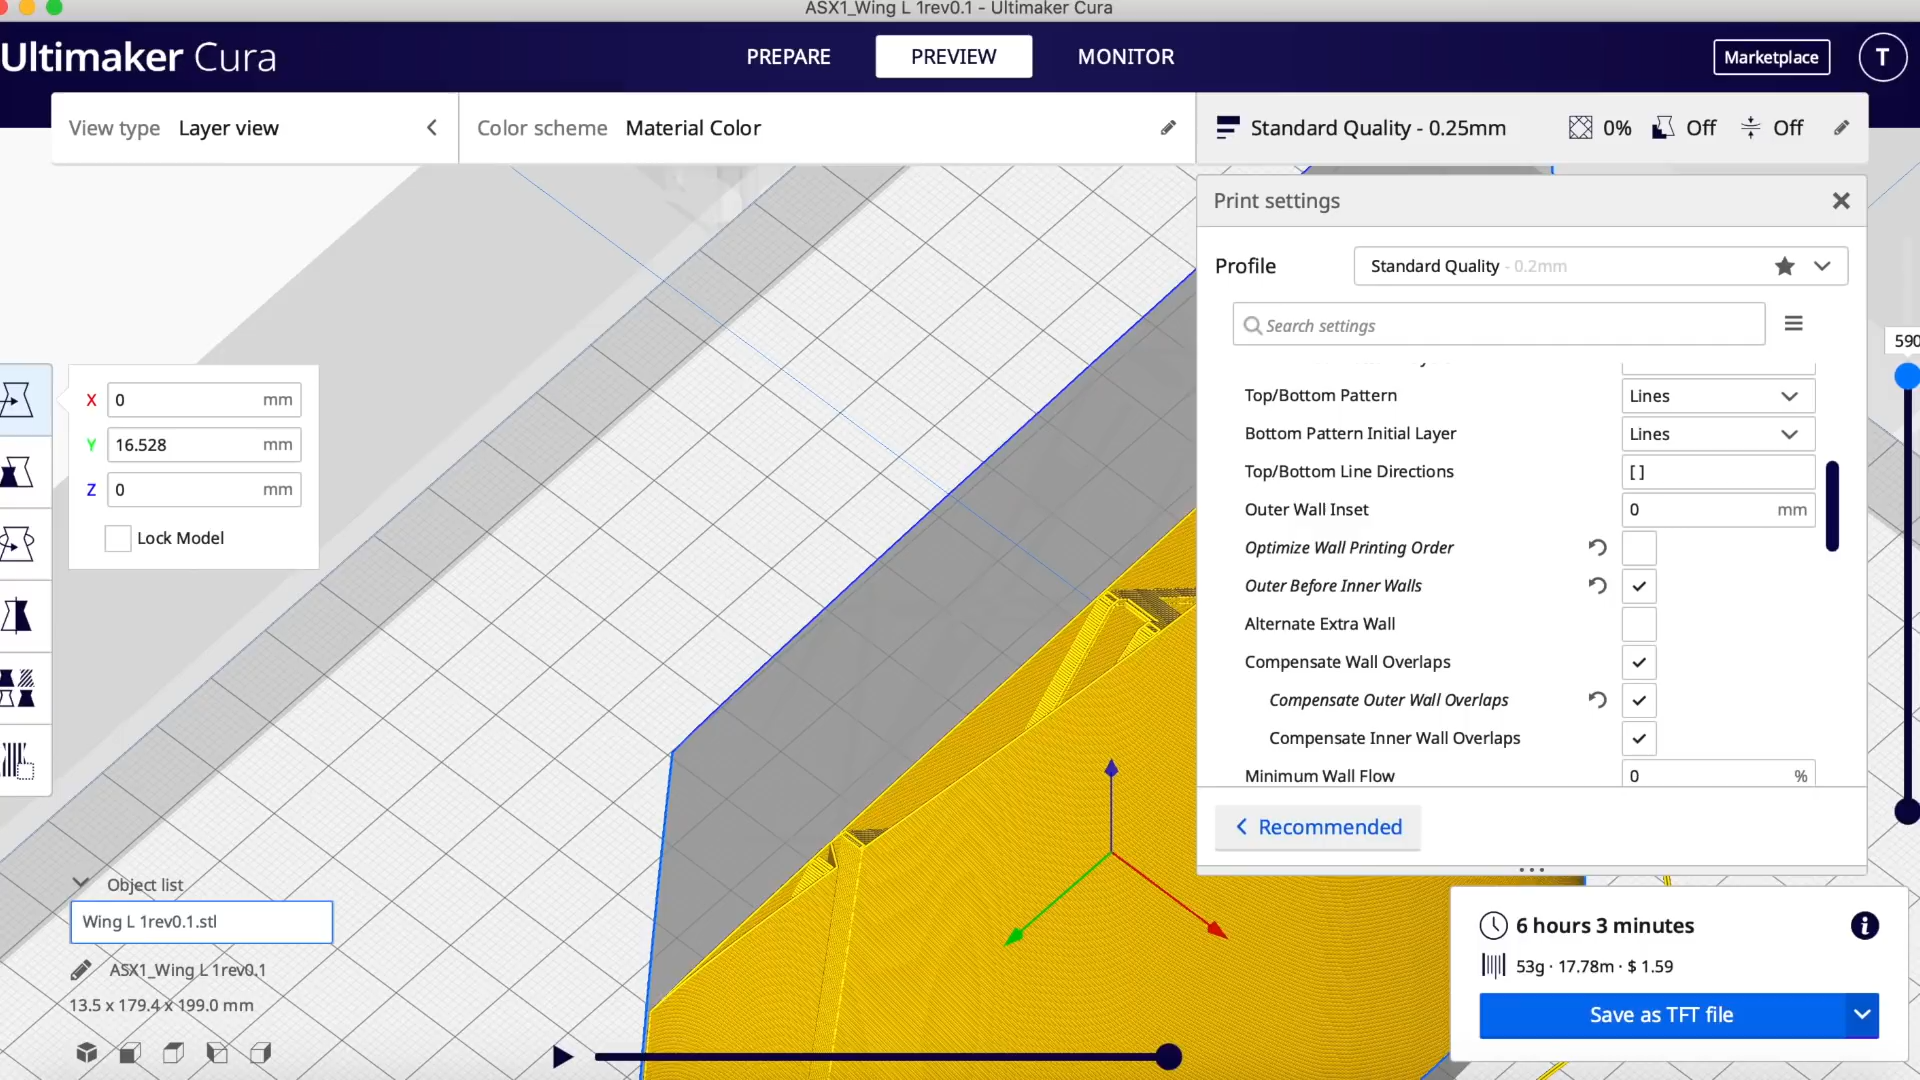 ASX1_Wing L 1rev0.1 - Ultimaker Cura
Ultimaker Cura
PREPARE
PREVIEW
MONITOR
Marketplace
T
View type Layer view
Color scheme Material Color
Standard Quality - 0.25mm
0%
Off
Off
Print settings
Profile
Standard Quality - 0.2mm
Search settings
590
X 0 mm
Y 16.528 mm
Z 0 mm
Lock Model
Top/Bottom Pattern Lines
Bottom Pattern Initial Layer Lines
Top/Bottom Line Directions []
Outer Wall Inset 0 mm
Optimize Wall Printing Order
Outer Before Inner Walls
Alternate Extra Wall
Compensate Wall Overlaps
Compensate Outer Wall Overlaps
Compensate Inner Wall Overlaps
Minimum Wall Flow 0 %
Recommended
Object list
Wing L 1rev0.1.stl
ASX1_Wing L 1rev0.1
13.5 x 179.4 x 199.0 mm
6 hours 3 minutes
53g · 17.78m · $ 1.59
Save as TFT file